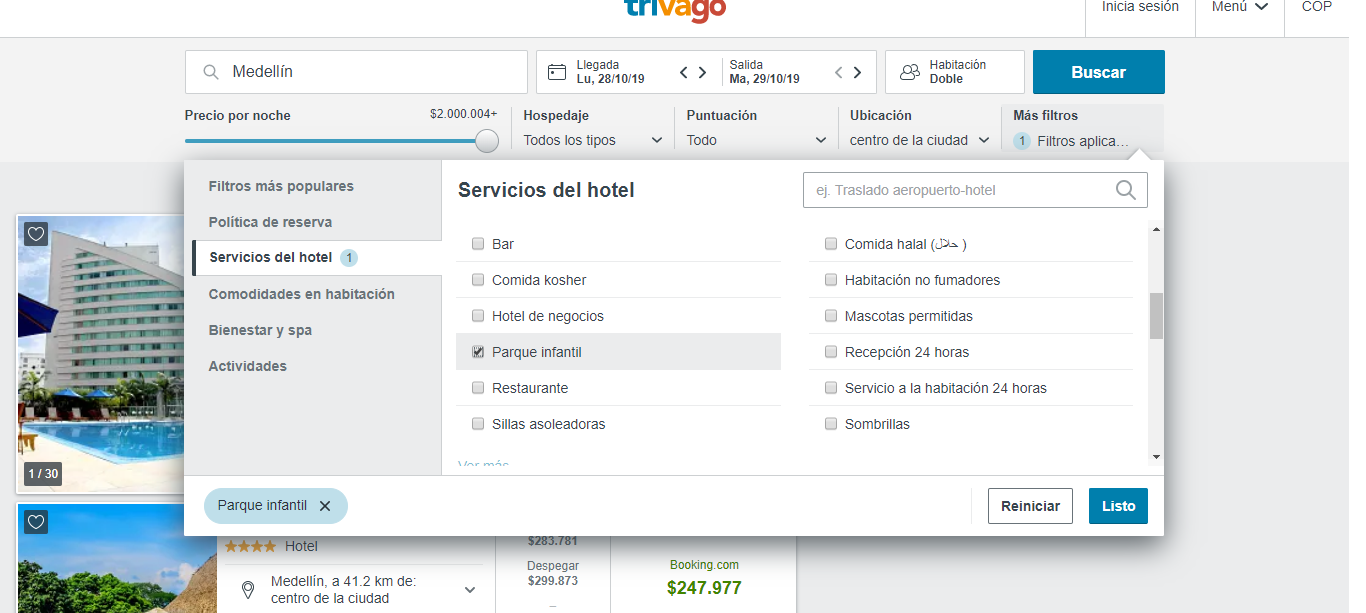 trivago
Inicia sesión
Menú
COP
Medellín
Llegada
Lu, 28/10/19
Salida
Ma, 29/10/19
Habitación
Doble
Buscar
Precio por noche
$2.000.004+
Hospedaje
Todos los tipos
Puntuación
Todo
Ubicación
centro de la ciudad
Más filtros
1 Filtros aplica...
Filtros más populares
Política de reserva
Servicios del hotel 1
Comodidades en habitación
Bienestar y spa
Actividades
Servicios del hotel
ej. Traslado aeropuerto-hotel
Bar
Comida kosher
Hotel de negocios
Parque infantil
Restaurante
Sillas asoleadoras
Ver más
Comida halal (حلال )
Habitación no fumadores
Mascotas permitidas
Recepción 24 horas
Servicio a la habitación 24 horas
Sombrillas
Parque infantil
Reiniciar
Listo
1 / 30
Hotel
Medellín, a 41.2 km de:
centro de la ciudad
$283.781
Despegar
$299.873
Booking.com
$247.977